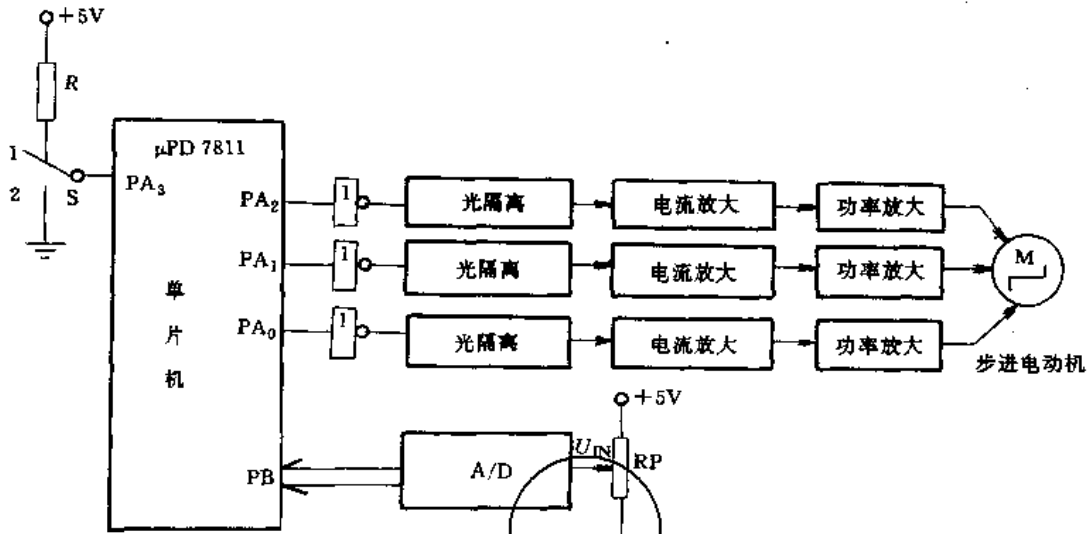 +5V
R
1
2
S
μPD 7811
PA₃
PA₂
PA₁
PA₀
PB
单片机
1
光隔离
电流放大
功率放大
1
光隔离
电流放大
功率放大
1
光隔离
电流放大
功率放大
M
步进电动机
+5V
A/D
U_IN
RP